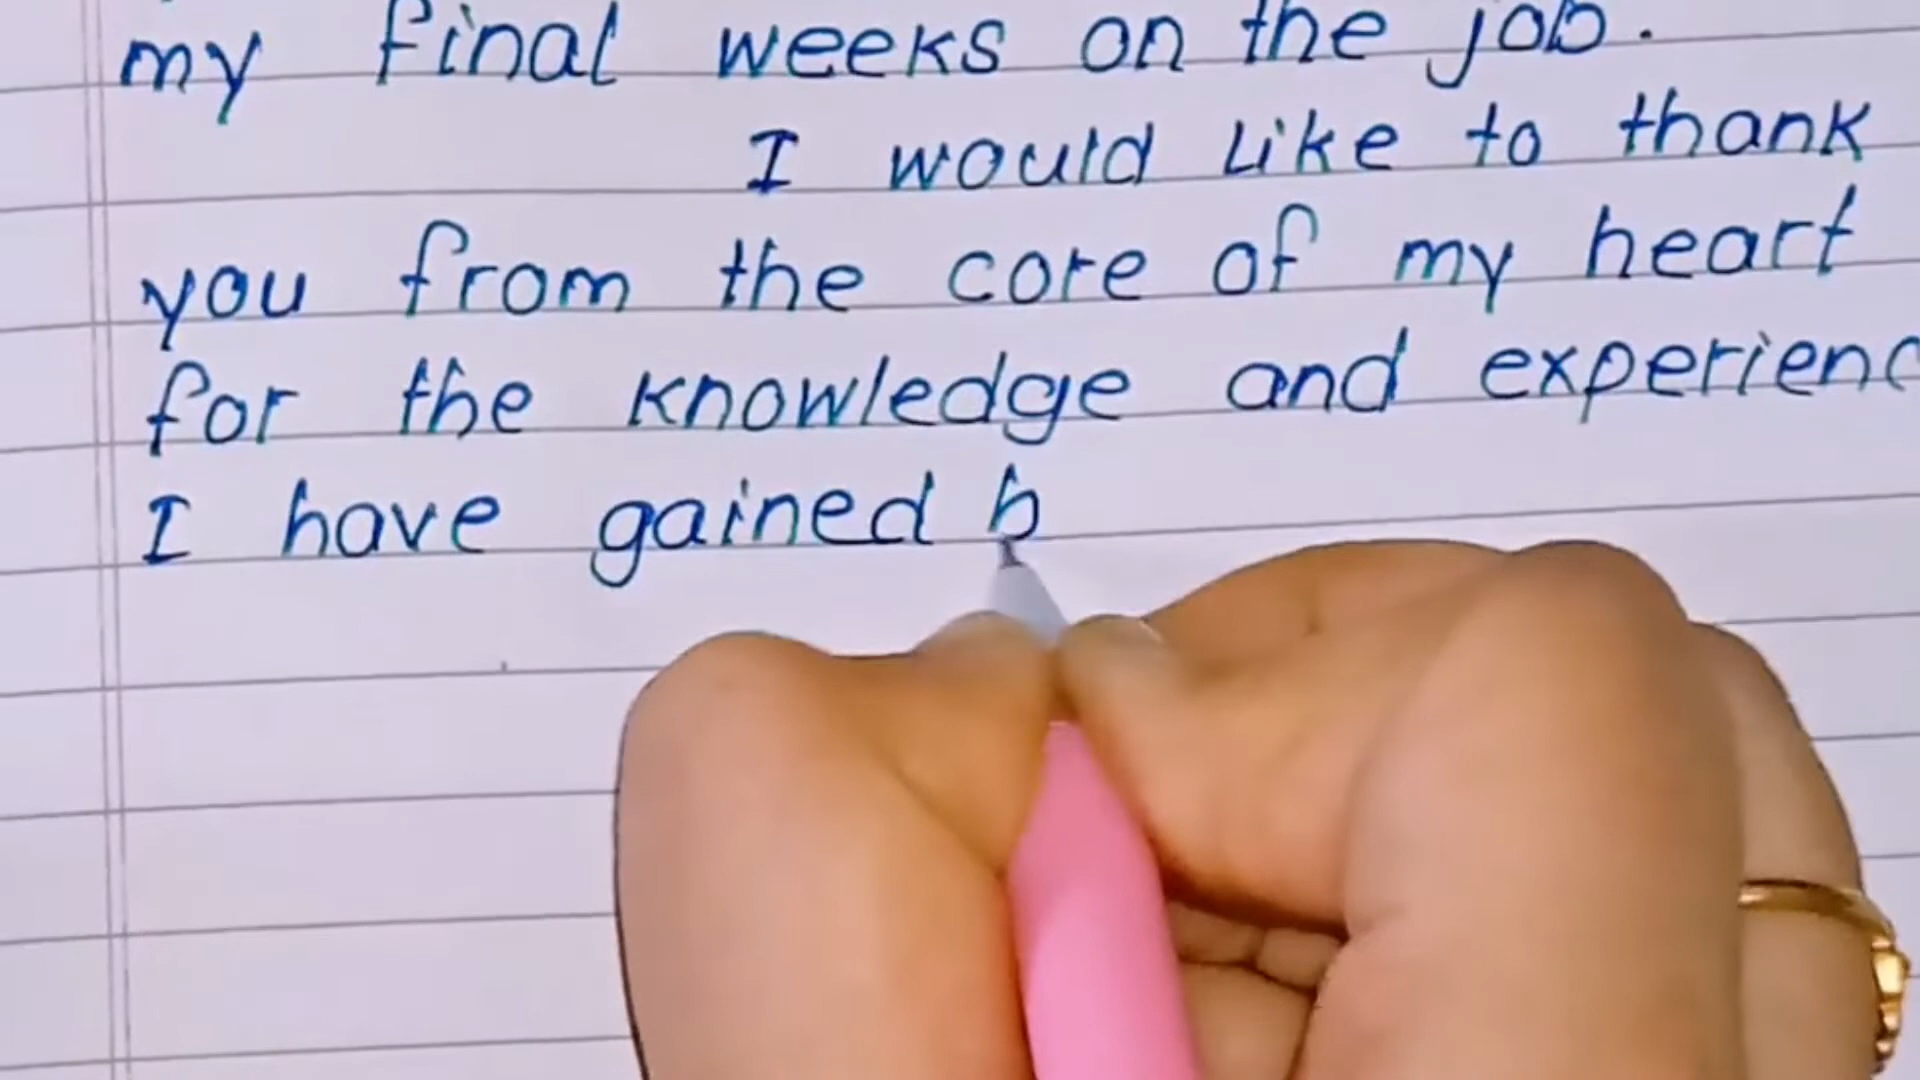 my final weeks on the job.
I would like to thank
you from the core of my heart
for the knowledge and experienc
I have gained b